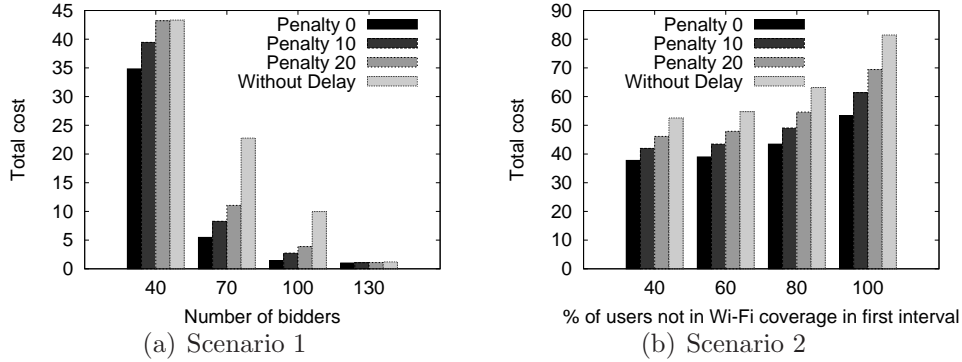 Total cost
45
40
35
30
25
20
15
10
5
0
Penalty 0
Penalty 10
Penalty 20
Without Delay
40 70 100 130
Number of bidders
(a) Scenario 1
Total cost
90
80
70
60
50
40
30
20
10
0
Penalty 0
Penalty 10
Penalty 20
Without Delay
40 60 80 100
% of users not in Wi-Fi coverage in first interval
(b) Scenario 2